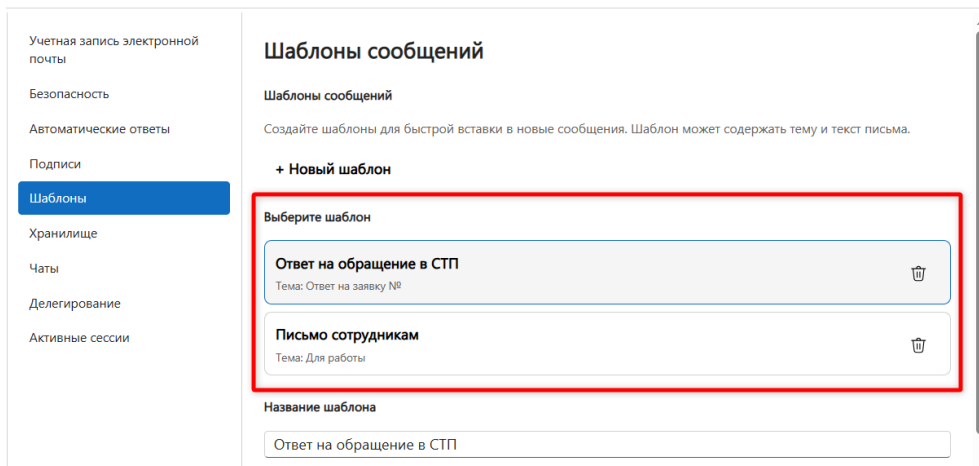 Учетная запись электронной
почты
Безопасность
Автоматические ответы
Подписи
Шаблоны
Хранилище
Чаты
Делегирование
Активные сессии
Шаблоны сообщений
Шаблоны сообщений
Создайте шаблоны для быстрой вставки в новые сообщения. Шаблон может содержать тему и текст письма.
+ Новый шаблон
Выберите шаблон
Ответ на обращение в СТП
Тема: Ответ на заявку №
Письмо сотрудникам
Тема: Для работы
Название шаблона
Ответ на обращение в СТП